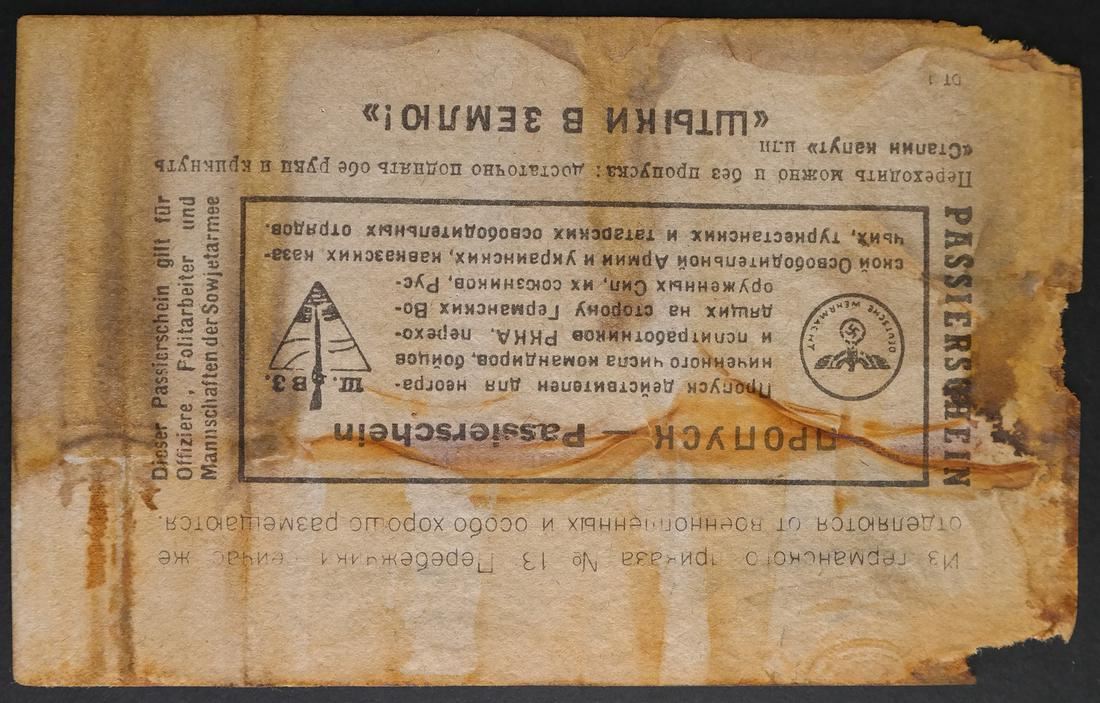 Из германского приказа № 13 Перебежчики сейчас же
отделяются от военнопленных и особо хорошо размещаются.
PASSIERSCHEIN
ПРОПУСК — Passierschein
Пропуск действителен для неогра-
ниченного числа командиров, бойцов
и политработников РККА, перехо-
дящих на сторону Германских Во-
оруженных Сил, их союзников, Рус-
ской Освободительной Армии и украинских, кавказских, каза-
чьих, туркестанских и татарских освободительных отрядов.
DEUTSCHE WEHRMACHT
Ш. ВЗ.
Dieser Passierschein gilt für
Offiziere, Politarbeiter und
Mannschaften der Sowjetarmee
Переходить можно и без пропуска: достаточно поднять обе руки и крикнуть
«Сталин капут» или
«ШТЫКИ В ЗЕМЛЮ!»